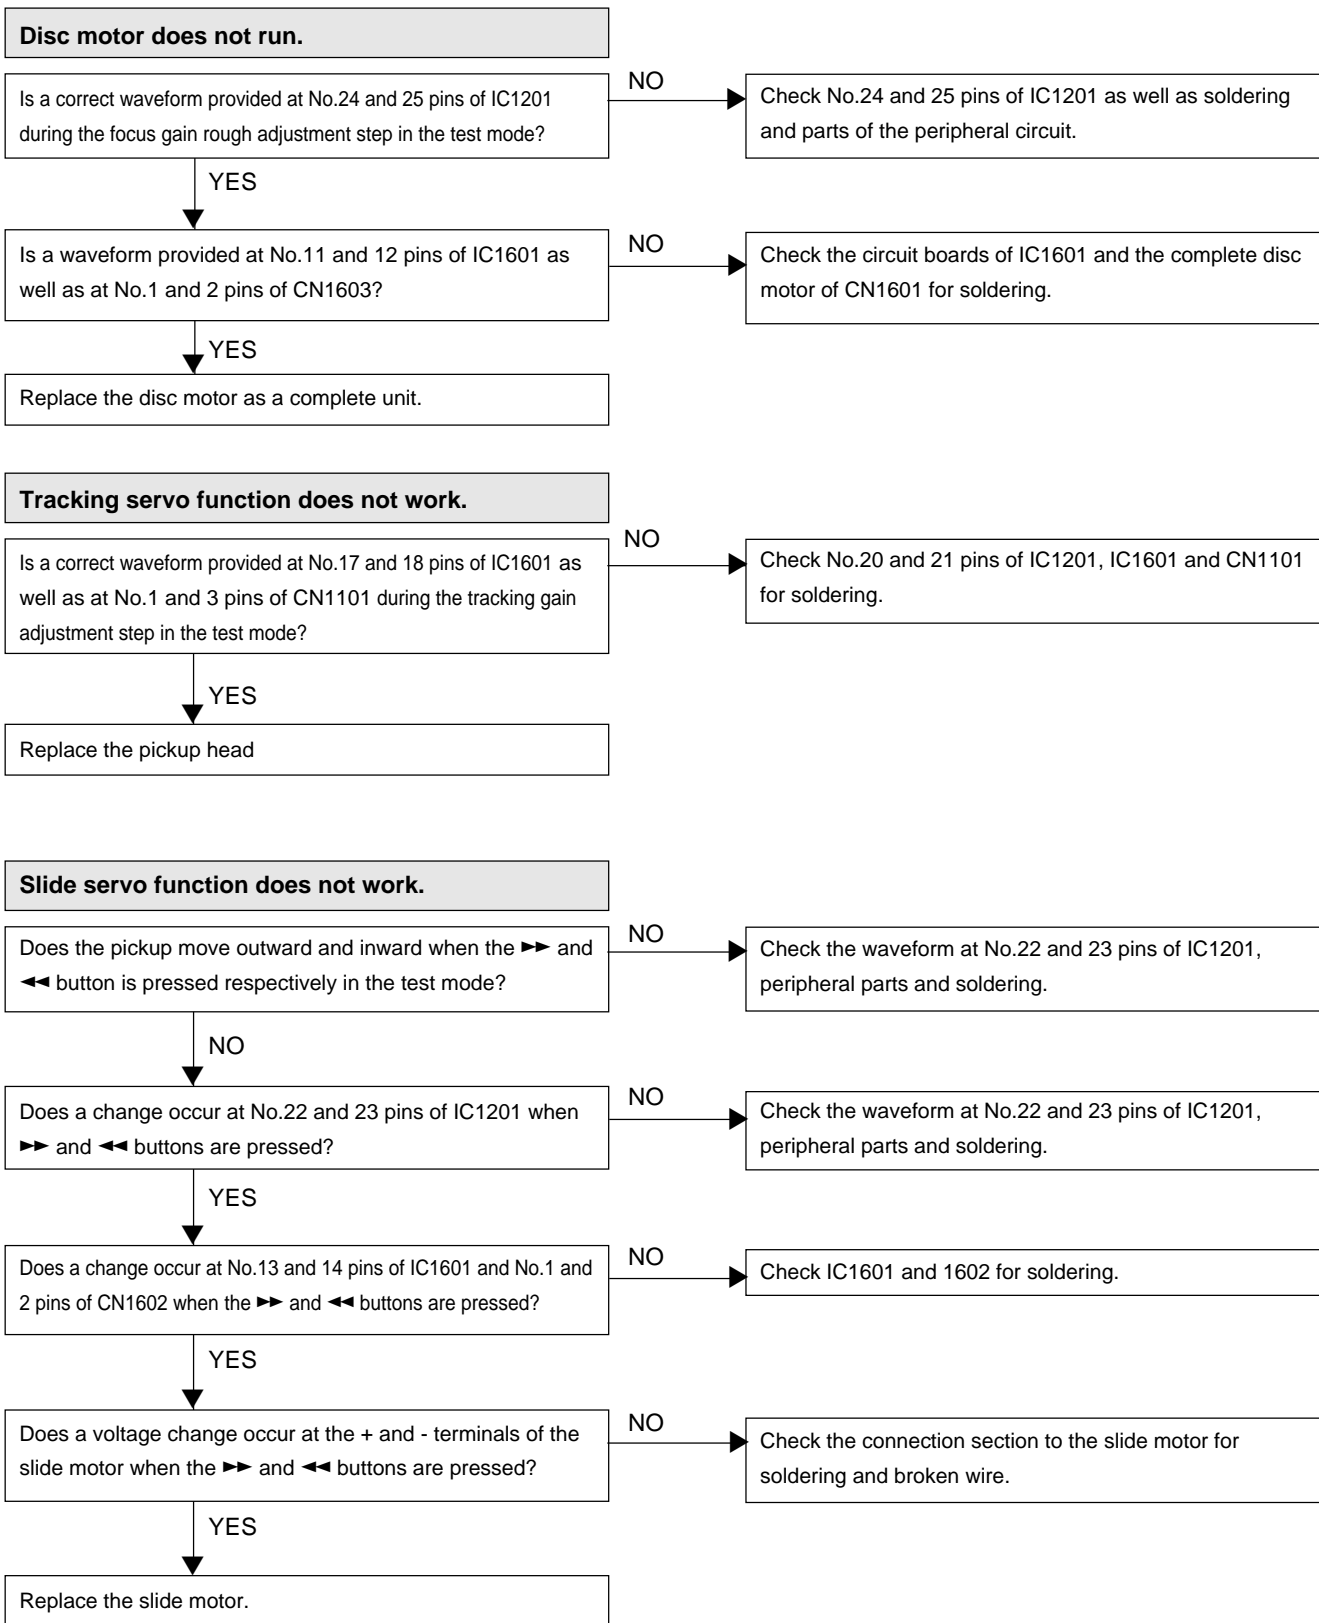 Disc motor does not run.
Is a correct waveform provided at No.24 and 25 pins of IC1201
during the focus gain rough adjustment step in the test mode?
NO
Check No.24 and 25 pins of IC1201 as well as soldering
and parts of the peripheral circuit.
YES
Is a waveform provided at No.11 and 12 pins of IC1601 as
well as at No.1 and 2 pins of CN1603?
NO
Check the circuit boards of IC1601 and the complete disc
motor of CN1601 for soldering.
YES
Replace the disc motor as a complete unit.
Tracking servo function does not work.
Is a correct waveform provided at No.17 and 18 pins of IC1601 as
well as at No.1 and 3 pins of CN1101 during the tracking gain
adjustment step in the test mode?
NO
Check No.20 and 21 pins of IC1201, IC1601 and CN1101
for soldering.
YES
Replace the pickup head
Slide servo function does not work.
Does the pickup move outward and inward when the ►► and
◄◄ button is pressed respectively in the test mode?
NO
Check the waveform at No.22 and 23 pins of IC1201,
peripheral parts and soldering.
NO
Does a change occur at No.22 and 23 pins of IC1201 when
►► and ◄◄ buttons are pressed?
NO
Check the waveform at No.22 and 23 pins of IC1201,
peripheral parts and soldering.
YES
Does a change occur at No.13 and 14 pins of IC1601 and No.1 and
2 pins of CN1602 when the ►► and ◄◄ buttons are pressed?
NO
Check IC1601 and 1602 for soldering.
YES
Does a voltage change occur at the + and - terminals of the
slide motor when the ►► and ◄◄ buttons are pressed?
NO
Check the connection section to the slide motor for
soldering and broken wire.
YES
Replace the slide motor.